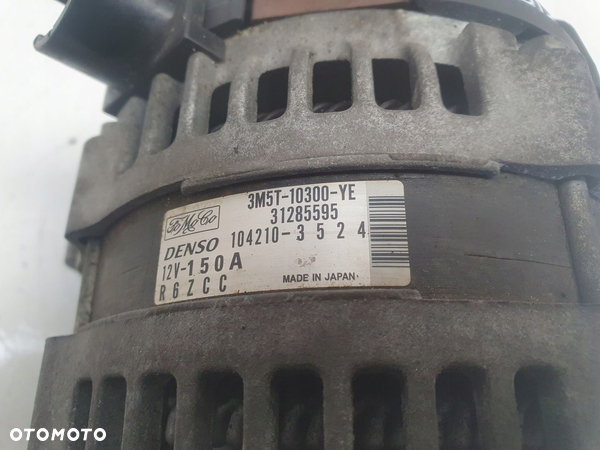 3M5T-10300-YE
31285595
FoMoCo
DENSO 104210-3524
12V-150A
MADE IN JAPAN
R6ZCC
OTOMOTO